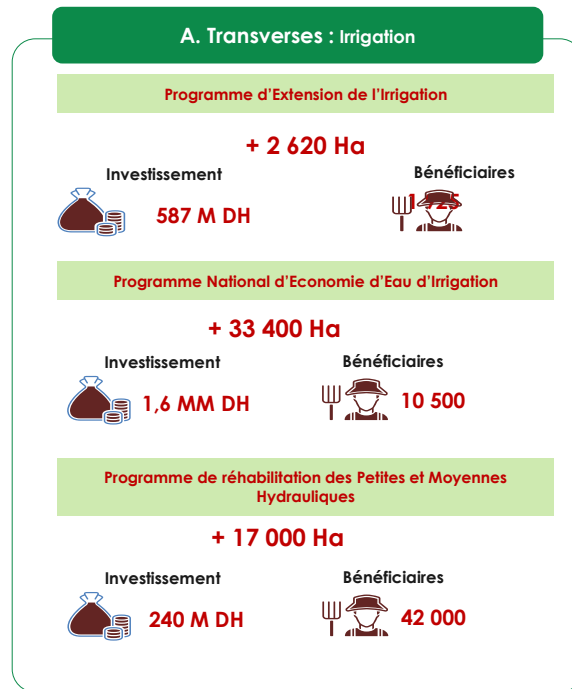 A. Transverses : Irrigation
Programme d'Extension de l'Irrigation
+ 2 620 Ha
Investissement
Bénéficiaires
587 M DH
Programme National d'Economie d'Eau d'Irrigation
+ 33 400 Ha
Investissement
Bénéficiaires
1,6 MM DH
10 500
Programme de réhabilitation des Petites et Moyennes
Hydrauliques
+ 17 000 Ha
Investissement
Bénéficiaires
240 M DH
42 000